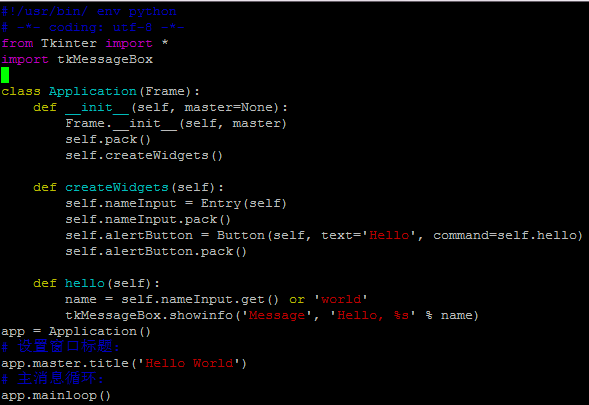 #!/usr/bin/ env python
# -*- coding: utf-8 -*-
from Tkinter import *
import tkMessageBox
class Application(Frame):
    def __init__(self, master=None):
        Frame.__init__(self, master)
        self.pack()
        self.createWidgets()
    def createWidgets(self):
        self.nameInput = Entry(self)
        self.nameInput.pack()
        self.alertButton = Button(self, text='Hello', command=self.hello)
        self.alertButton.pack()
    def hello(self):
        name = self.nameInput.get() or 'world'
        tkMessageBox.showinfo('Message', 'Hello, %s' % name)
app = Application()
# 设置窗口标题:
app.master.title('Hello World')
# 主消息循环:
app.mainloop()